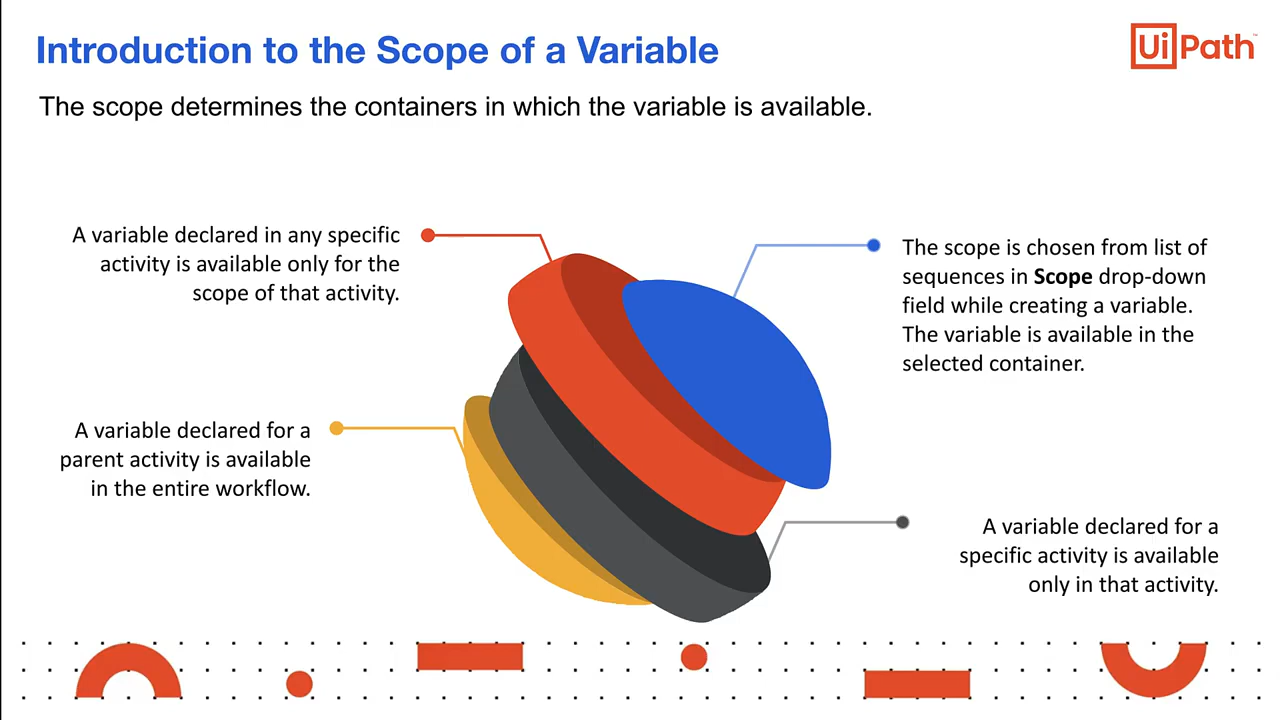 Introduction to the Scope of a Variable
UiPath™
The scope determines the containers in which the variable is available.
A variable declared in any specific
activity is available only for the
scope of that activity.
The scope is chosen from list of
sequences in Scope drop-down
field while creating a variable.
The variable is available in the
selected container.
A variable declared for a
parent activity is available
in the entire workflow.
A variable declared for a
specific activity is available
only in that activity.